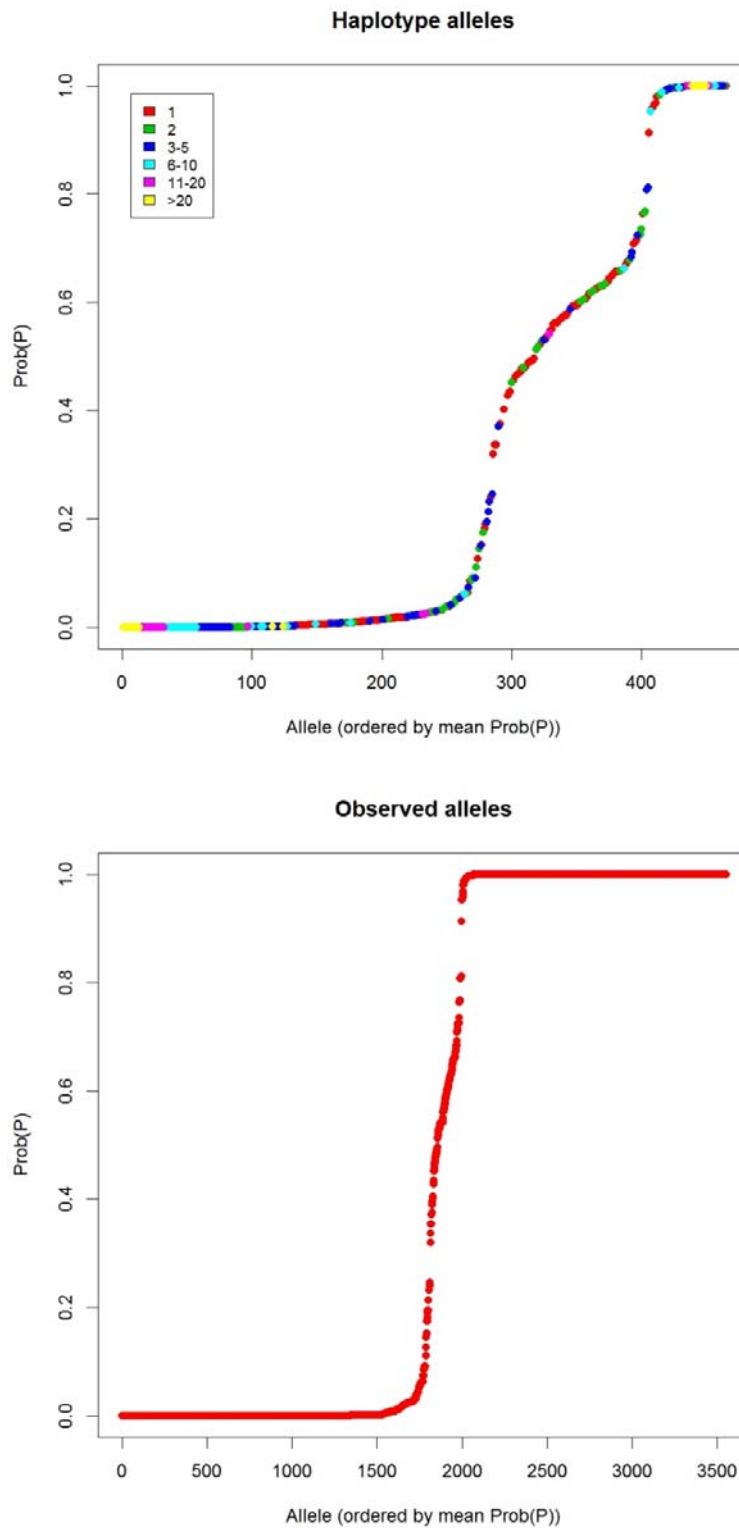 Haplotype alleles
1.0
0.8
0.6
0.4
0.2
0.0
Prob(P)
1
2
3-5
6-10
11-20
>20
0 100 200 300 400
Allele (ordered by mean Prob(P))
Observed alleles
1.0
0.8
0.6
0.4
0.2
0.0
Prob(P)
0 500 1000 1500 2000 2500 3000 3500
Allele (ordered by mean Prob(P))